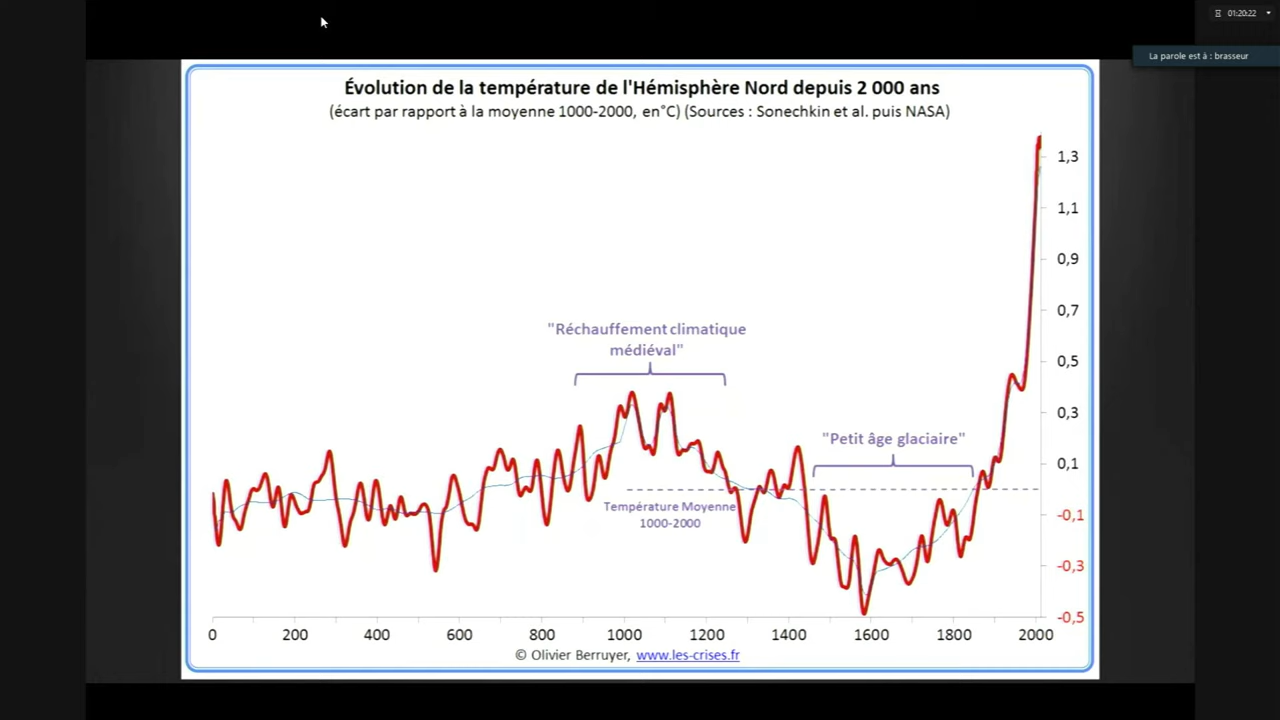 01:20:22
La parole est à : brasseur
Évolution de la température de l'Hémisphère Nord depuis 2 000 ans
(écart par rapport à la moyenne 1000-2000, en°C) (Sources : Sonechkin et al. puis NASA)
1,3
1,1
0,9
0,7
"Réchauffement climatique
médiéval"
0,5
0,3
"Petit âge glaciaire"
0,1
Température Moyenne
1000-2000
-0,1
-0,3
-0,5
0 200 400 600 800 1000 1200 1400 1600 1800 2000
© Olivier Berruyer, www.les-crises.fr